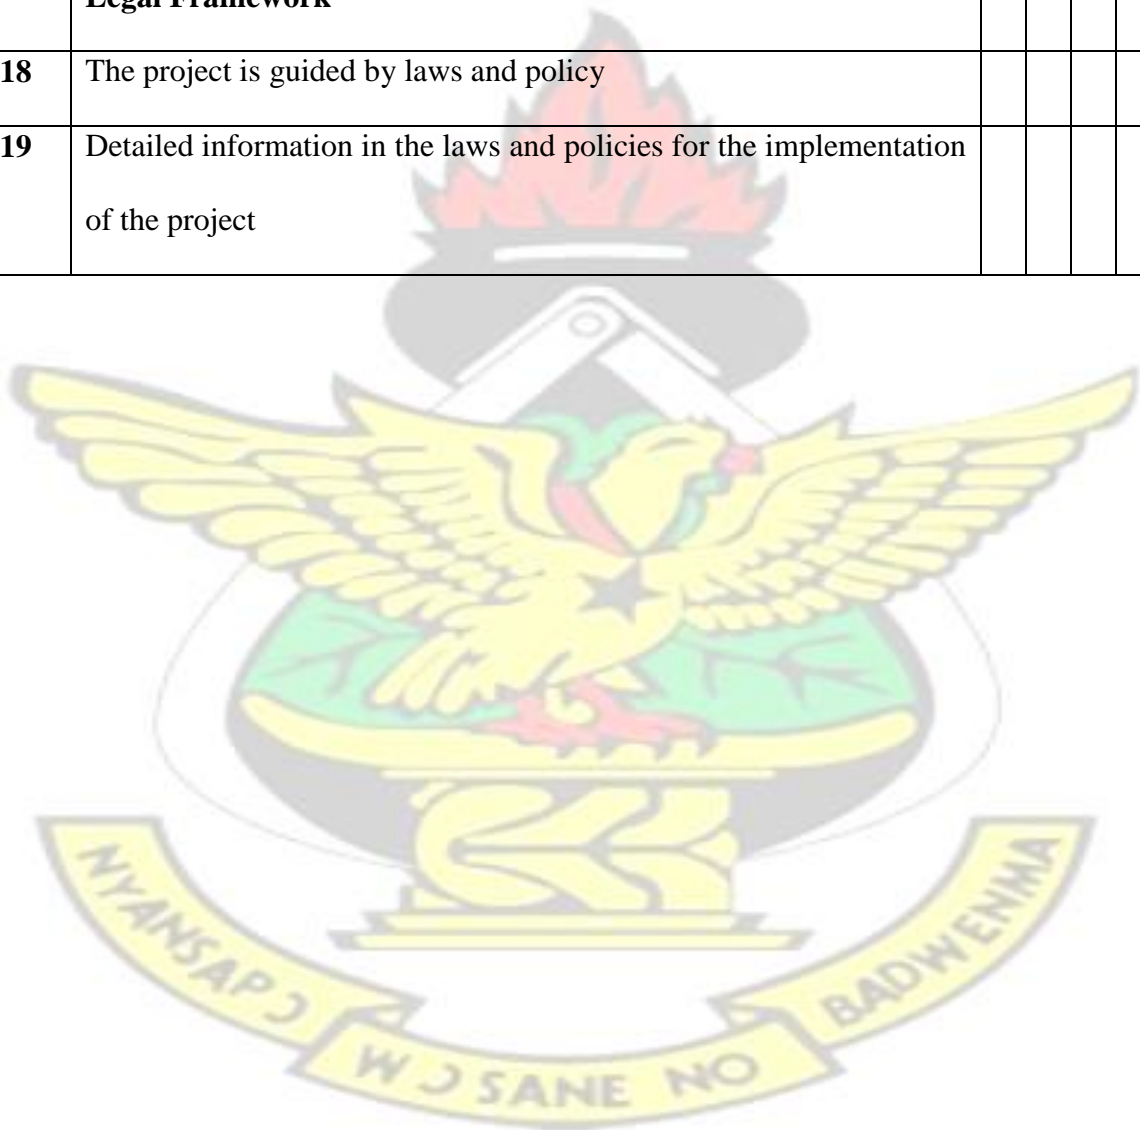 Legal Framework
18 The project is guided by laws and policy
19 Detailed information in the laws and policies for the implementation
of the project
NYANSAPƆ
WƆSANE NO
BADWENMA